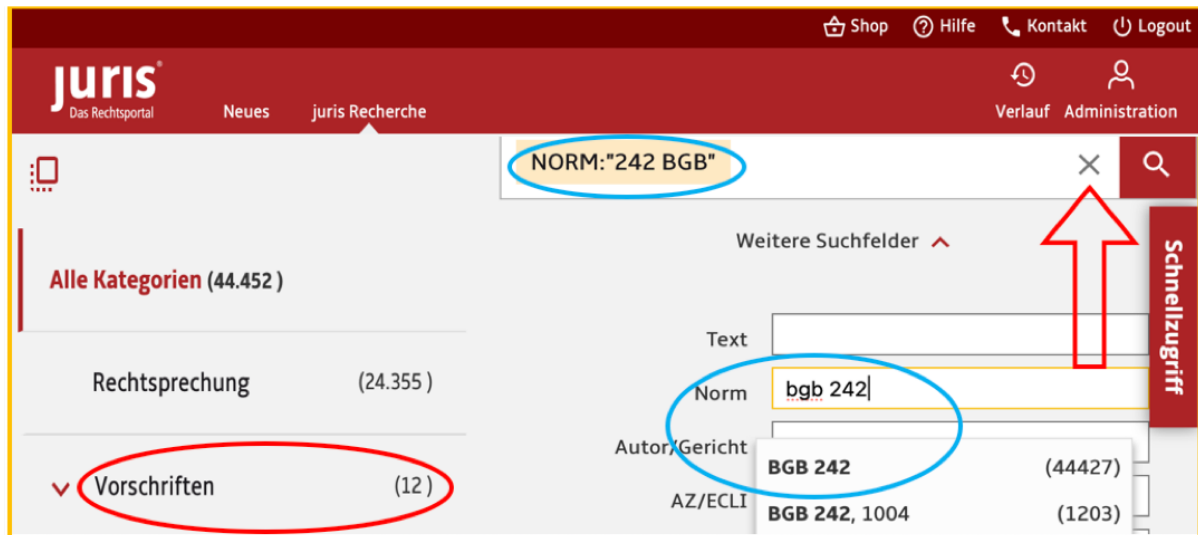 Shop Hilfe Kontakt Logout
juris®
Das Rechtsportal
Neues juris Recherche
Verlauf Administration
NORM:"242 BGB"
Weitere Suchfelder
Schnellzugriff
Alle Kategorien (44.452 )
Text
Rechtsprechung (24.355 )
Norm bgb 242
Autor/Gericht
BGB 242 (44427)
Vorschriften (12 )
AZ/ECLI
BGB 242, 1004 (1203)